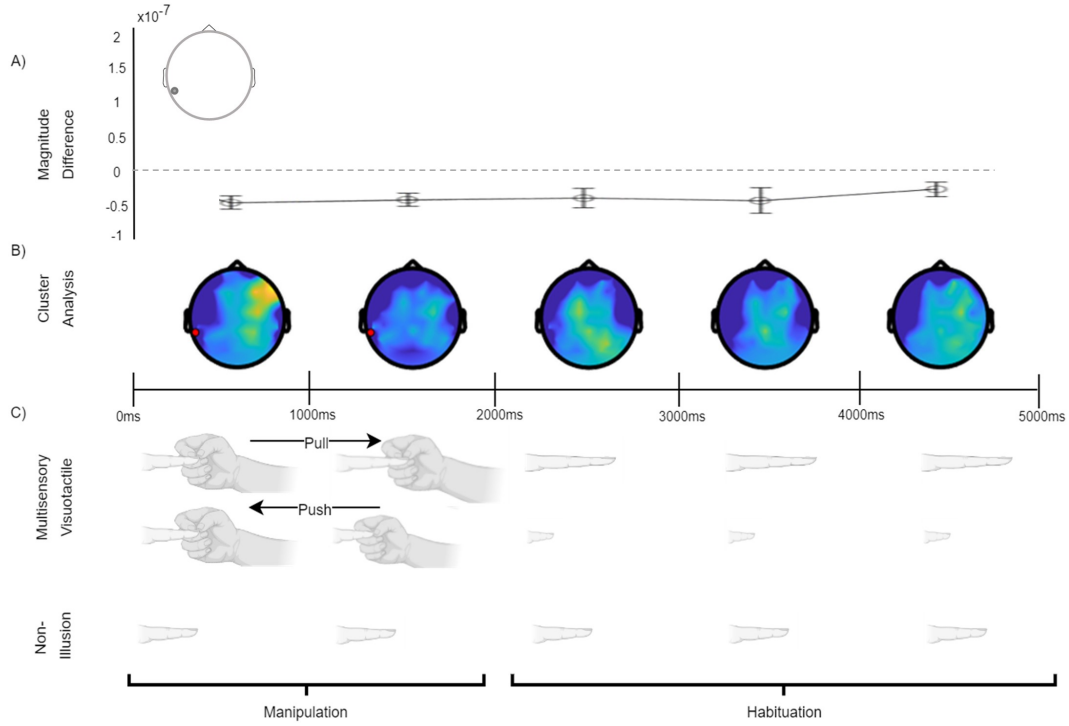 x10⁻⁷
A)
Magnitude
Difference
2
1.5
1
0.5
0
-0.5
-1
B)
Cluster
Analysis
0ms
1000ms
2000ms
3000ms
4000ms
5000ms
C)
Multisensory
Visuotactile
Pull
Push
Non-
Illusion
Manipulation
Habituation